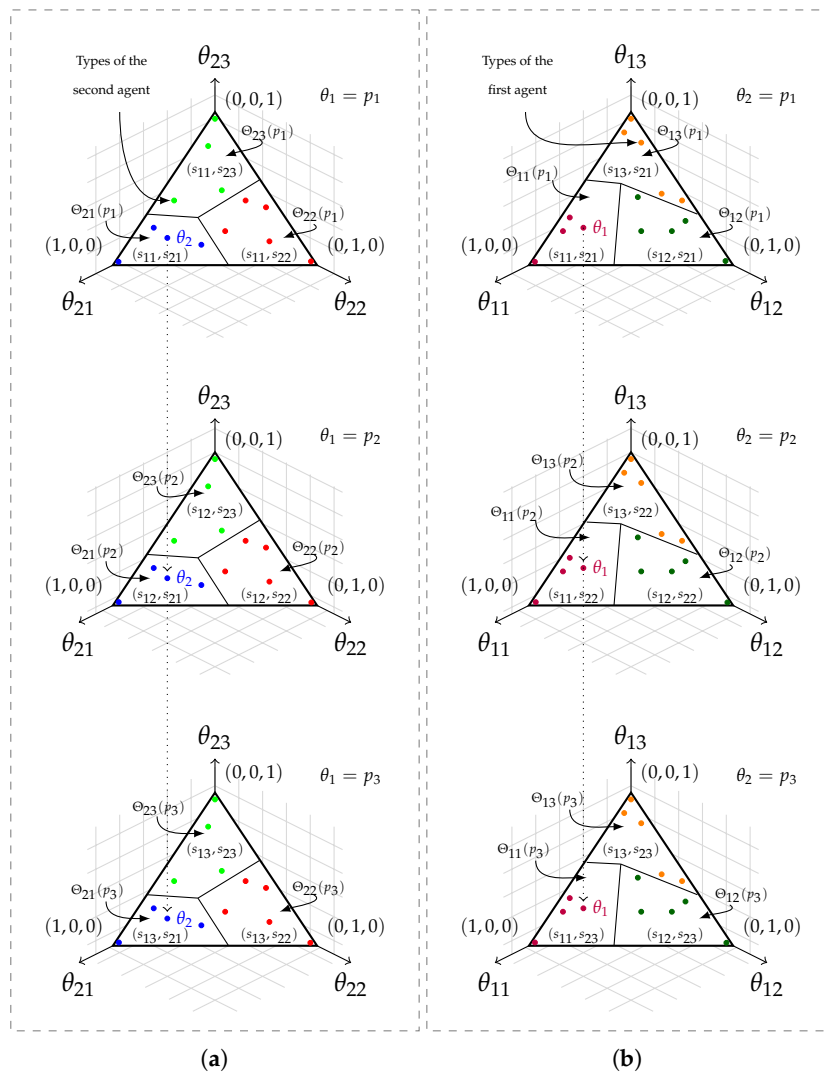 Types of the
second agent
θ₂₃
(0, 0, 1)
θ₁ = p₁
Θ₂₃(p₁)
(s₁₁, s₂₃)
Θ₂₁(p₁)
Θ₂₂(p₁)
(1, 0, 0)
θ₂
(0, 1, 0)
(s₁₁, s₂₁)
(s₁₁, s₂₂)
θ₂₁
θ₂₂
θ₂₃
(0, 0, 1)
θ₁ = p₂
Θ₂₃(p₂)
(s₁₂, s₂₃)
Θ₂₁(p₂)
Θ₂₂(p₂)
(1, 0, 0)
θ₂
(0, 1, 0)
(s₁₂, s₂₁)
(s₁₂, s₂₂)
θ₂₁
θ₂₂
θ₂₃
(0, 0, 1)
θ₁ = p₃
Θ₂₃(p₃)
(s₁₃, s₂₃)
Θ₂₁(p₃)
Θ₂₂(p₃)
(1, 0, 0)
θ₂
(0, 1, 0)
(s₁₃, s₂₁)
(s₁₃, s₂₂)
θ₂₁
θ₂₂
(a)
Types of the
first agent
θ₁₃
(0, 0, 1)
θ₂ = p₁
Θ₁₃(p₁)
(s₁₃, s₂₁)
Θ₁₁(p₁)
Θ₁₂(p₁)
(1, 0, 0)
θ₁
(0, 1, 0)
(s₁₁, s₂₁)
(s₁₂, s₂₁)
θ₁₁
θ₁₂
θ₁₃
(0, 0, 1)
θ₂ = p₂
Θ₁₃(p₂)
(s₁₃, s₂₂)
Θ₁₁(p₂)
Θ₁₂(p₂)
(1, 0, 0)
θ₁
(0, 1, 0)
(s₁₁, s₂₂)
(s₁₂, s₂₂)
θ₁₁
θ₁₂
θ₁₃
(0, 0, 1)
θ₂ = p₃
Θ₁₃(p₃)
(s₁₃, s₂₃)
Θ₁₁(p₃)
Θ₁₂(p₃)
(1, 0, 0)
θ₁
(0, 1, 0)
(s₁₁, s₂₃)
(s₁₂, s₂₃)
θ₁₁
θ₁₂
(b)